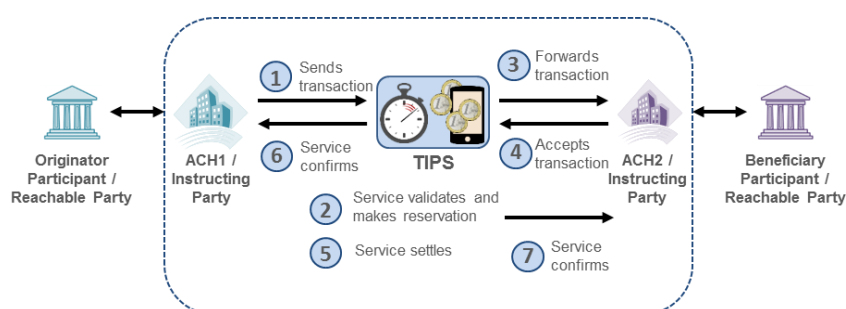 1
Sends
transaction
3
Forwards
transaction
6
Service
confirms
TIPS
4
Accepts
transaction
Originator
Participant /
Reachable Party
ACH1 /
Instructing
Party
ACH2 /
Instructing
Party
Beneficiary
Participant /
Reachable Party
2
Service validates and
makes reservation
5
Service settles
7
Service
confirms